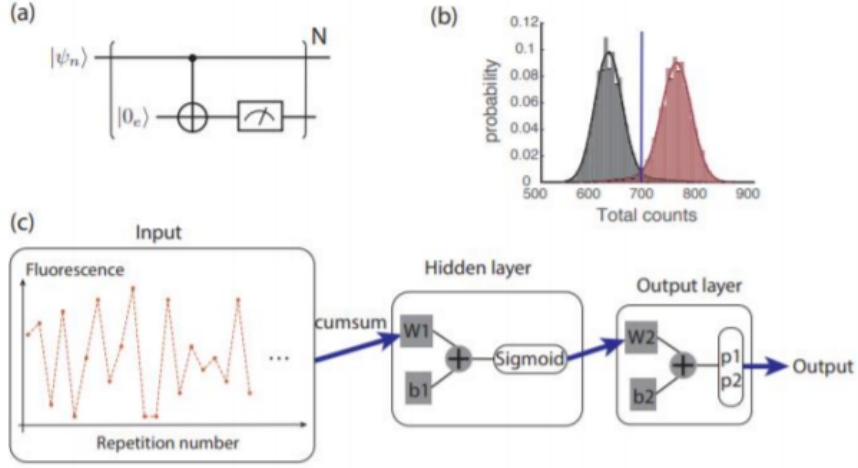 (a)
N
|ψn⟩
|0e⟩
(b)
0.12
0.1
0.08
0.06
0.04
0.02
0
probability
500 600 700 800 900
Total counts
(c)
Input
Fluorescence
...
Repetition number
cumsum
Hidden layer
W1
+
b1
Sigmoid
Output layer
W2
+
b2
p1
p2
Output